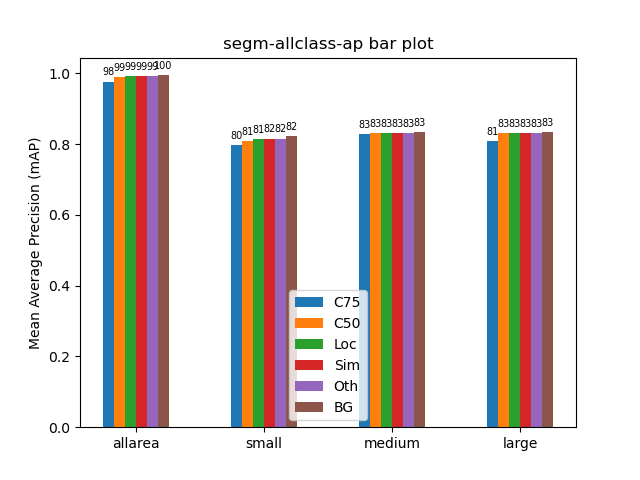 segm-allclass-ap bar plot
Mean Average Precision (mAP)
1.0
0.8
0.6
0.4
0.2
0.0
98 99 99 99 99 100
80 81 81 82 82 82
83 83 83 83 83 83
81 83 83 83 83 83
C75
C50
Loc
Sim
Oth
BG
allarea small medium large